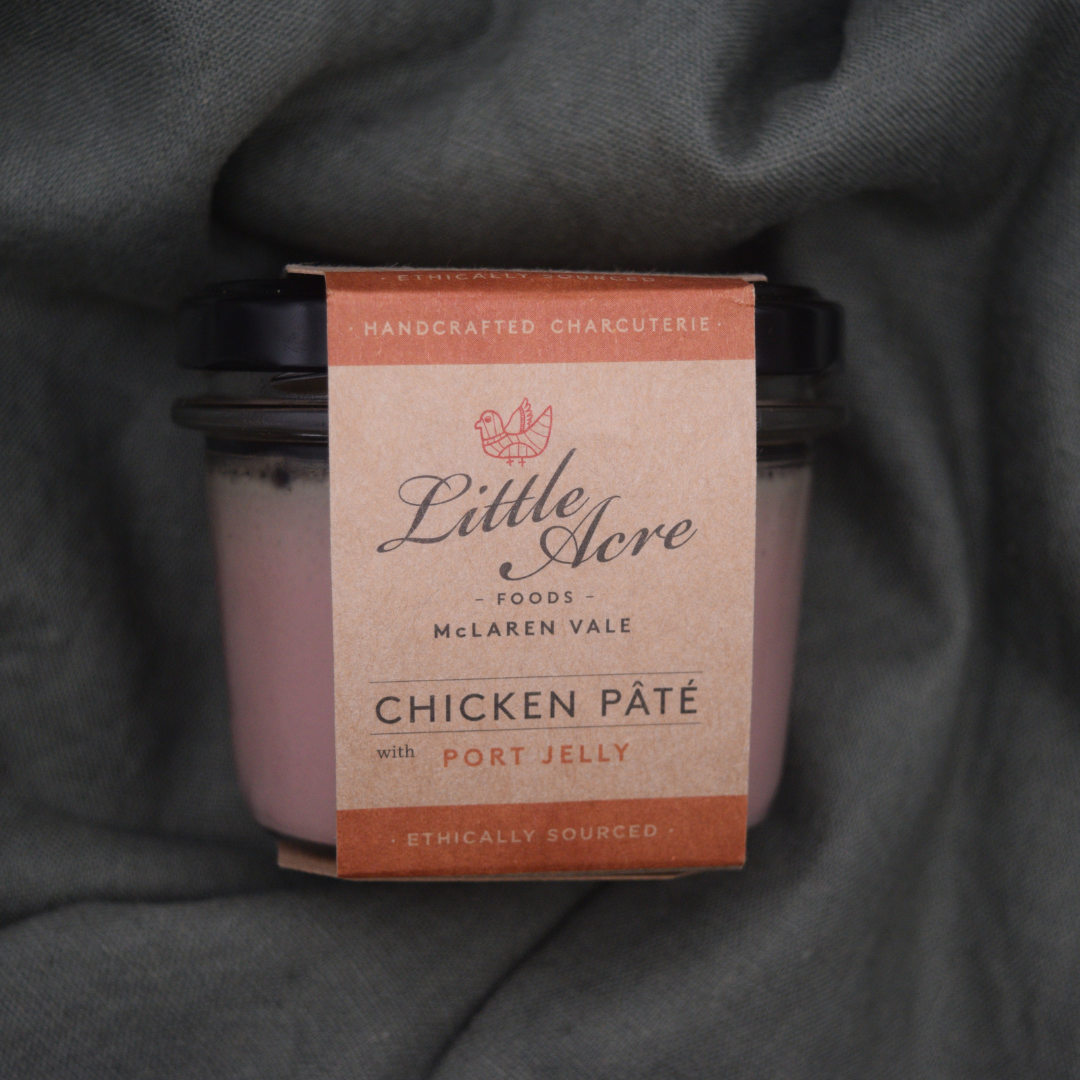 · ETHICALLY SOURCED ·
· HANDCRAFTED CHARCUTERIE ·
Little
Acre
– FOODS –
McLAREN VALE
CHICKEN PÂTÉ
with PORT JELLY
· ETHICALLY SOURCED ·